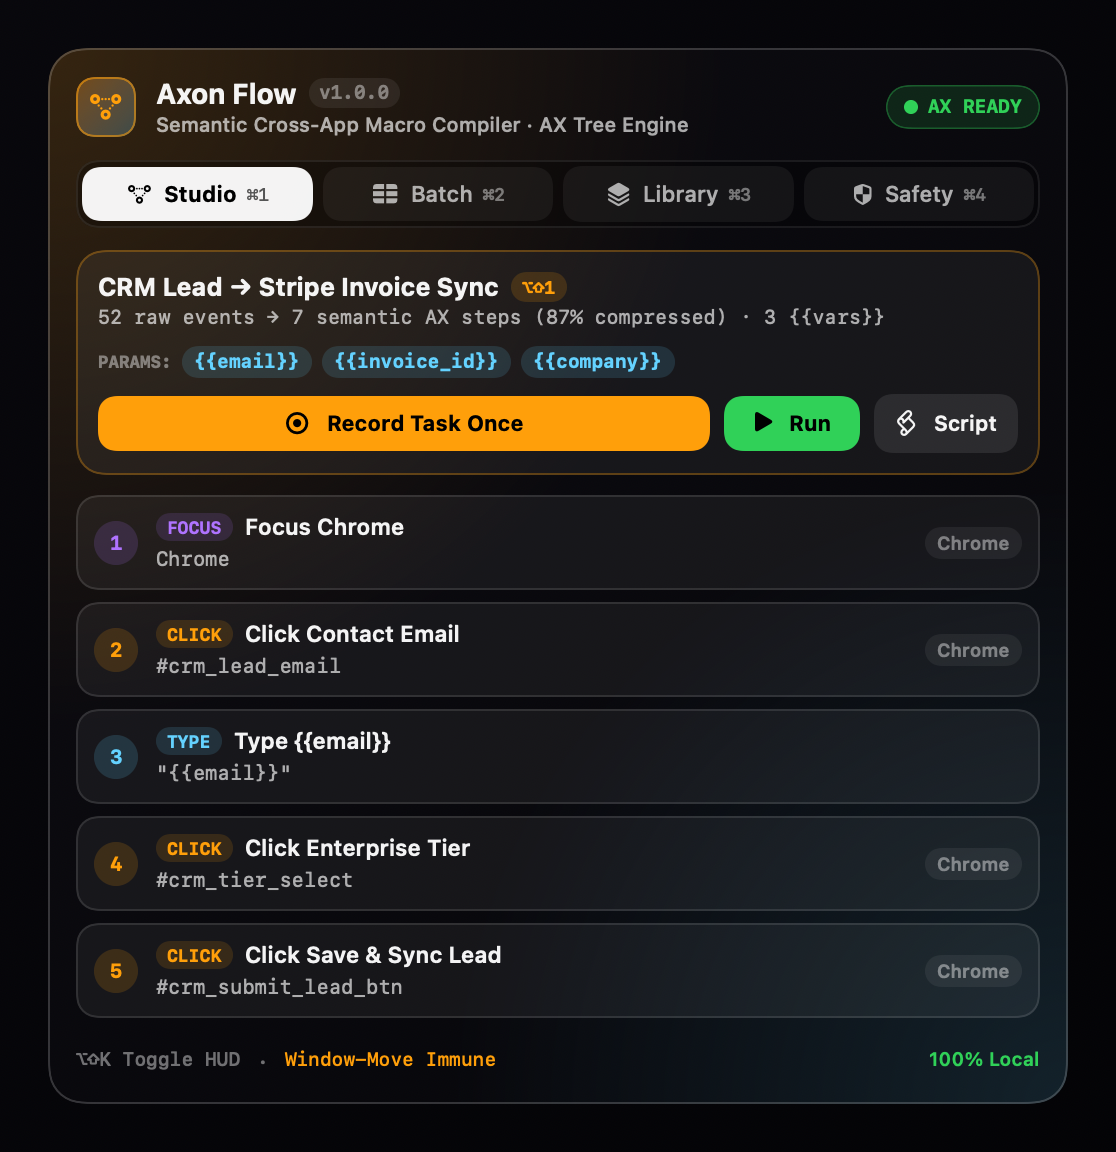 Axon Flow v1.0.0
Semantic Cross-App Macro Compiler · AX Tree Engine
AX READY
Studio ⌘1
Batch ⌘2
Library ⌘3
Safety ⌘4
CRM Lead → Stripe Invoice Sync ⌥⇧1
52 raw events → 7 semantic AX steps (87% compressed) · 3 {{vars}}
PARAMS: {{email}} {{invoice_id}} {{company}}
Record Task Once
Run
Script
1
FOCUS Focus Chrome
Chrome
Chrome
2
CLICK Click Contact Email
#crm_lead_email
Chrome
3
TYPE Type {{email}}
"{{email}}"
4
CLICK Click Enterprise Tier
#crm_tier_select
Chrome
5
CLICK Click Save & Sync Lead
#crm_submit_lead_btn
Chrome
⌥⇧K Toggle HUD · Window-Move Immune
100% Local